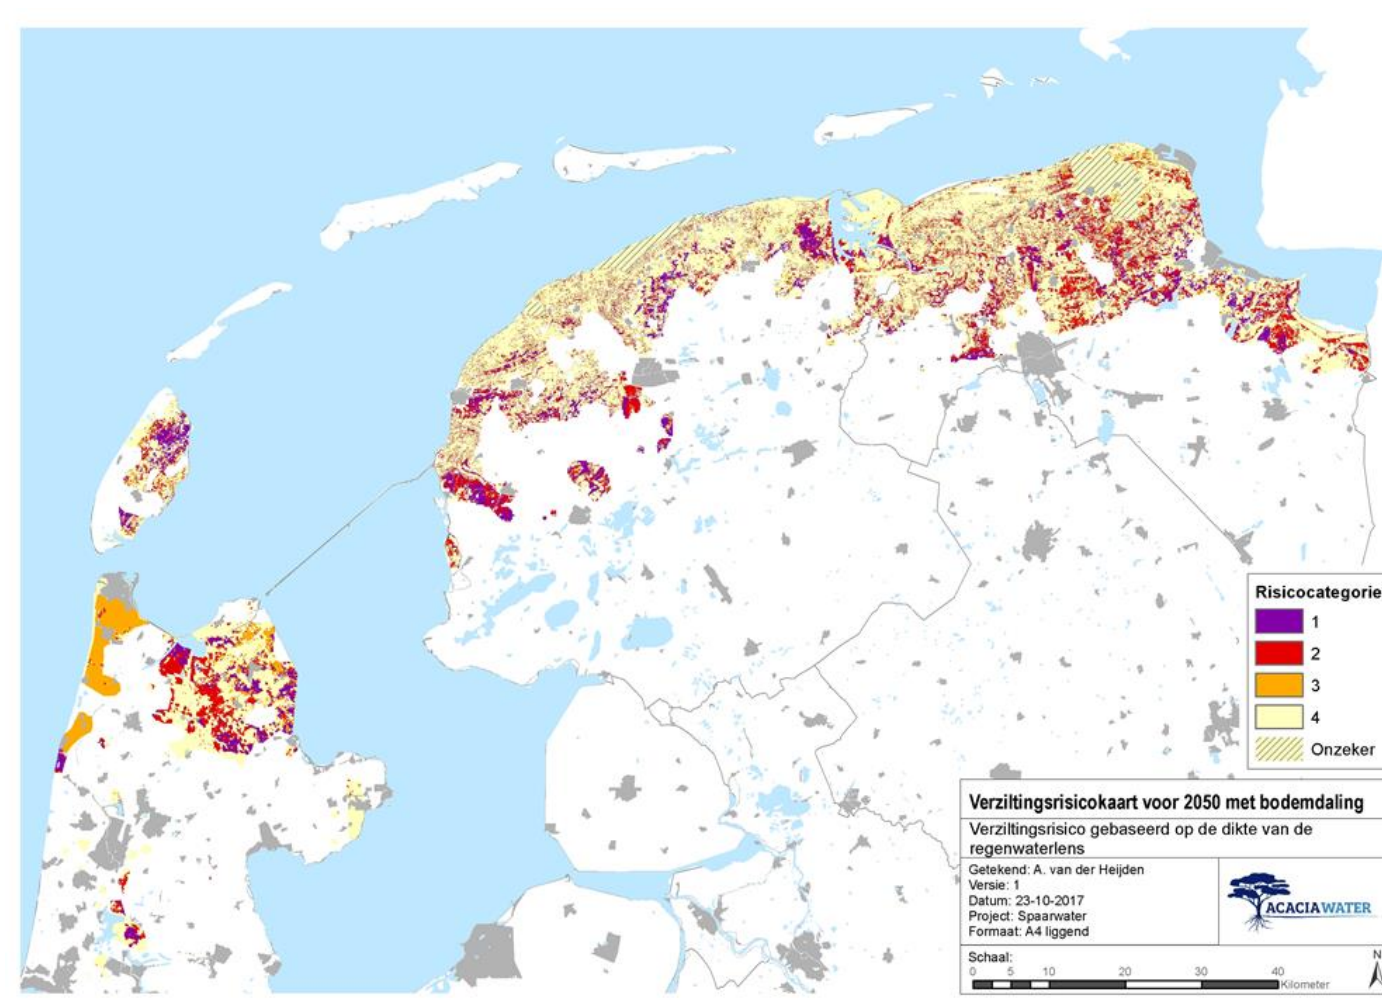 Risicocategorie
1
2
3
4
Onzeker
Verziltingsrisicokaart voor 2050 met bodemdaling
Verziltingsrisico gebaseerd op de dikte van de
regenwaterlens
Getekend: A. van der Heijden
Versie: 1
Datum: 23-10-2017
Project: Spaarwater
Formaat: A4 liggend
ACACIAWATER
Schaal:
0 5 10 20 30 40
Kilometer
N